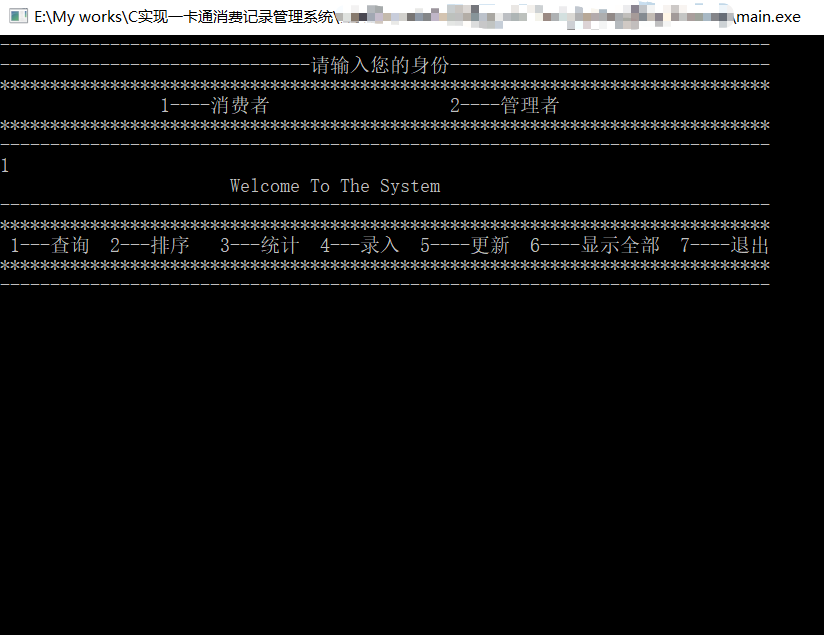 E:\My works\C实现一卡通消费记录管理系统\ \main.exe
-----------------------------------------------------------------------------
-------------------------------请输入您的身份--------------------------------
*****************************************************************************
1----消费者 2----管理者
*****************************************************************************
-----------------------------------------------------------------------------
1
Welcome To The System
-----------------------------------------------------------------------------
*****************************************************************************
1---查询 2---排序 3---统计 4---录入 5----更新 6----显示全部 7----退出
*****************************************************************************
-----------------------------------------------------------------------------